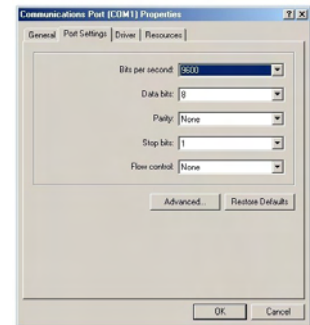 Communications Port (COM1) Properties
General Port Settings Driver Resources
Bits per second: 9600
Data bits: 8
Parity: None
Stop bits: 1
Flow control: None
Advanced... Restore Defaults
OK Cancel